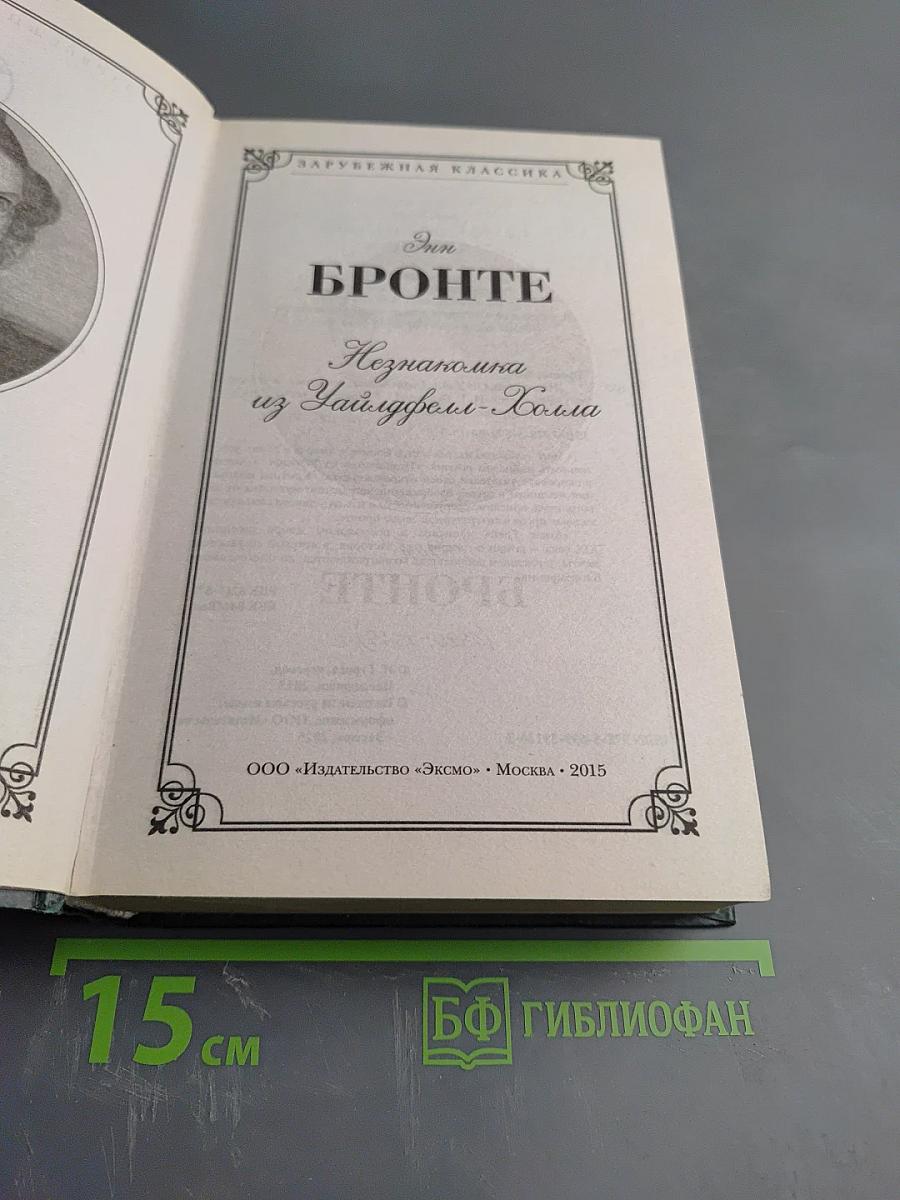 ЗАРУБЕЖНАЯ КЛАССИКА
Энн
БРОНТЕ
Незнакомка
из Уайлдфелл-Холла
ООО «Издательство «Эксмо» • Москва • 2015
15 см
БФ ГИБЛИОФАН